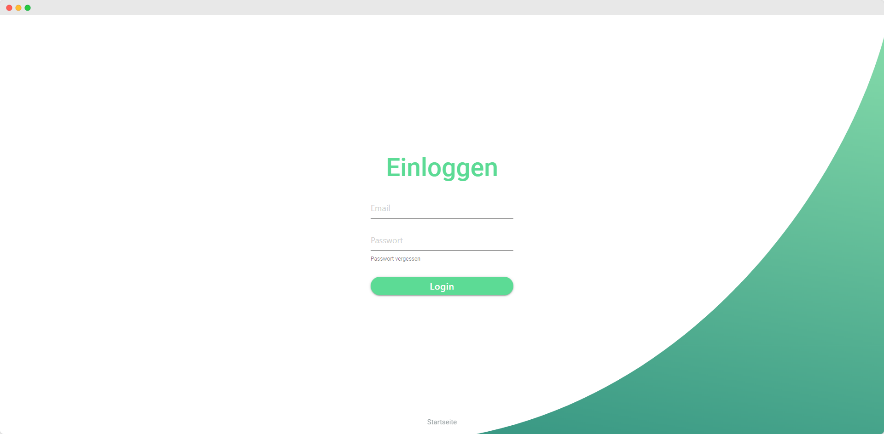 Einloggen
Email
Passwort
Passwort vergessen
Login
Startseite